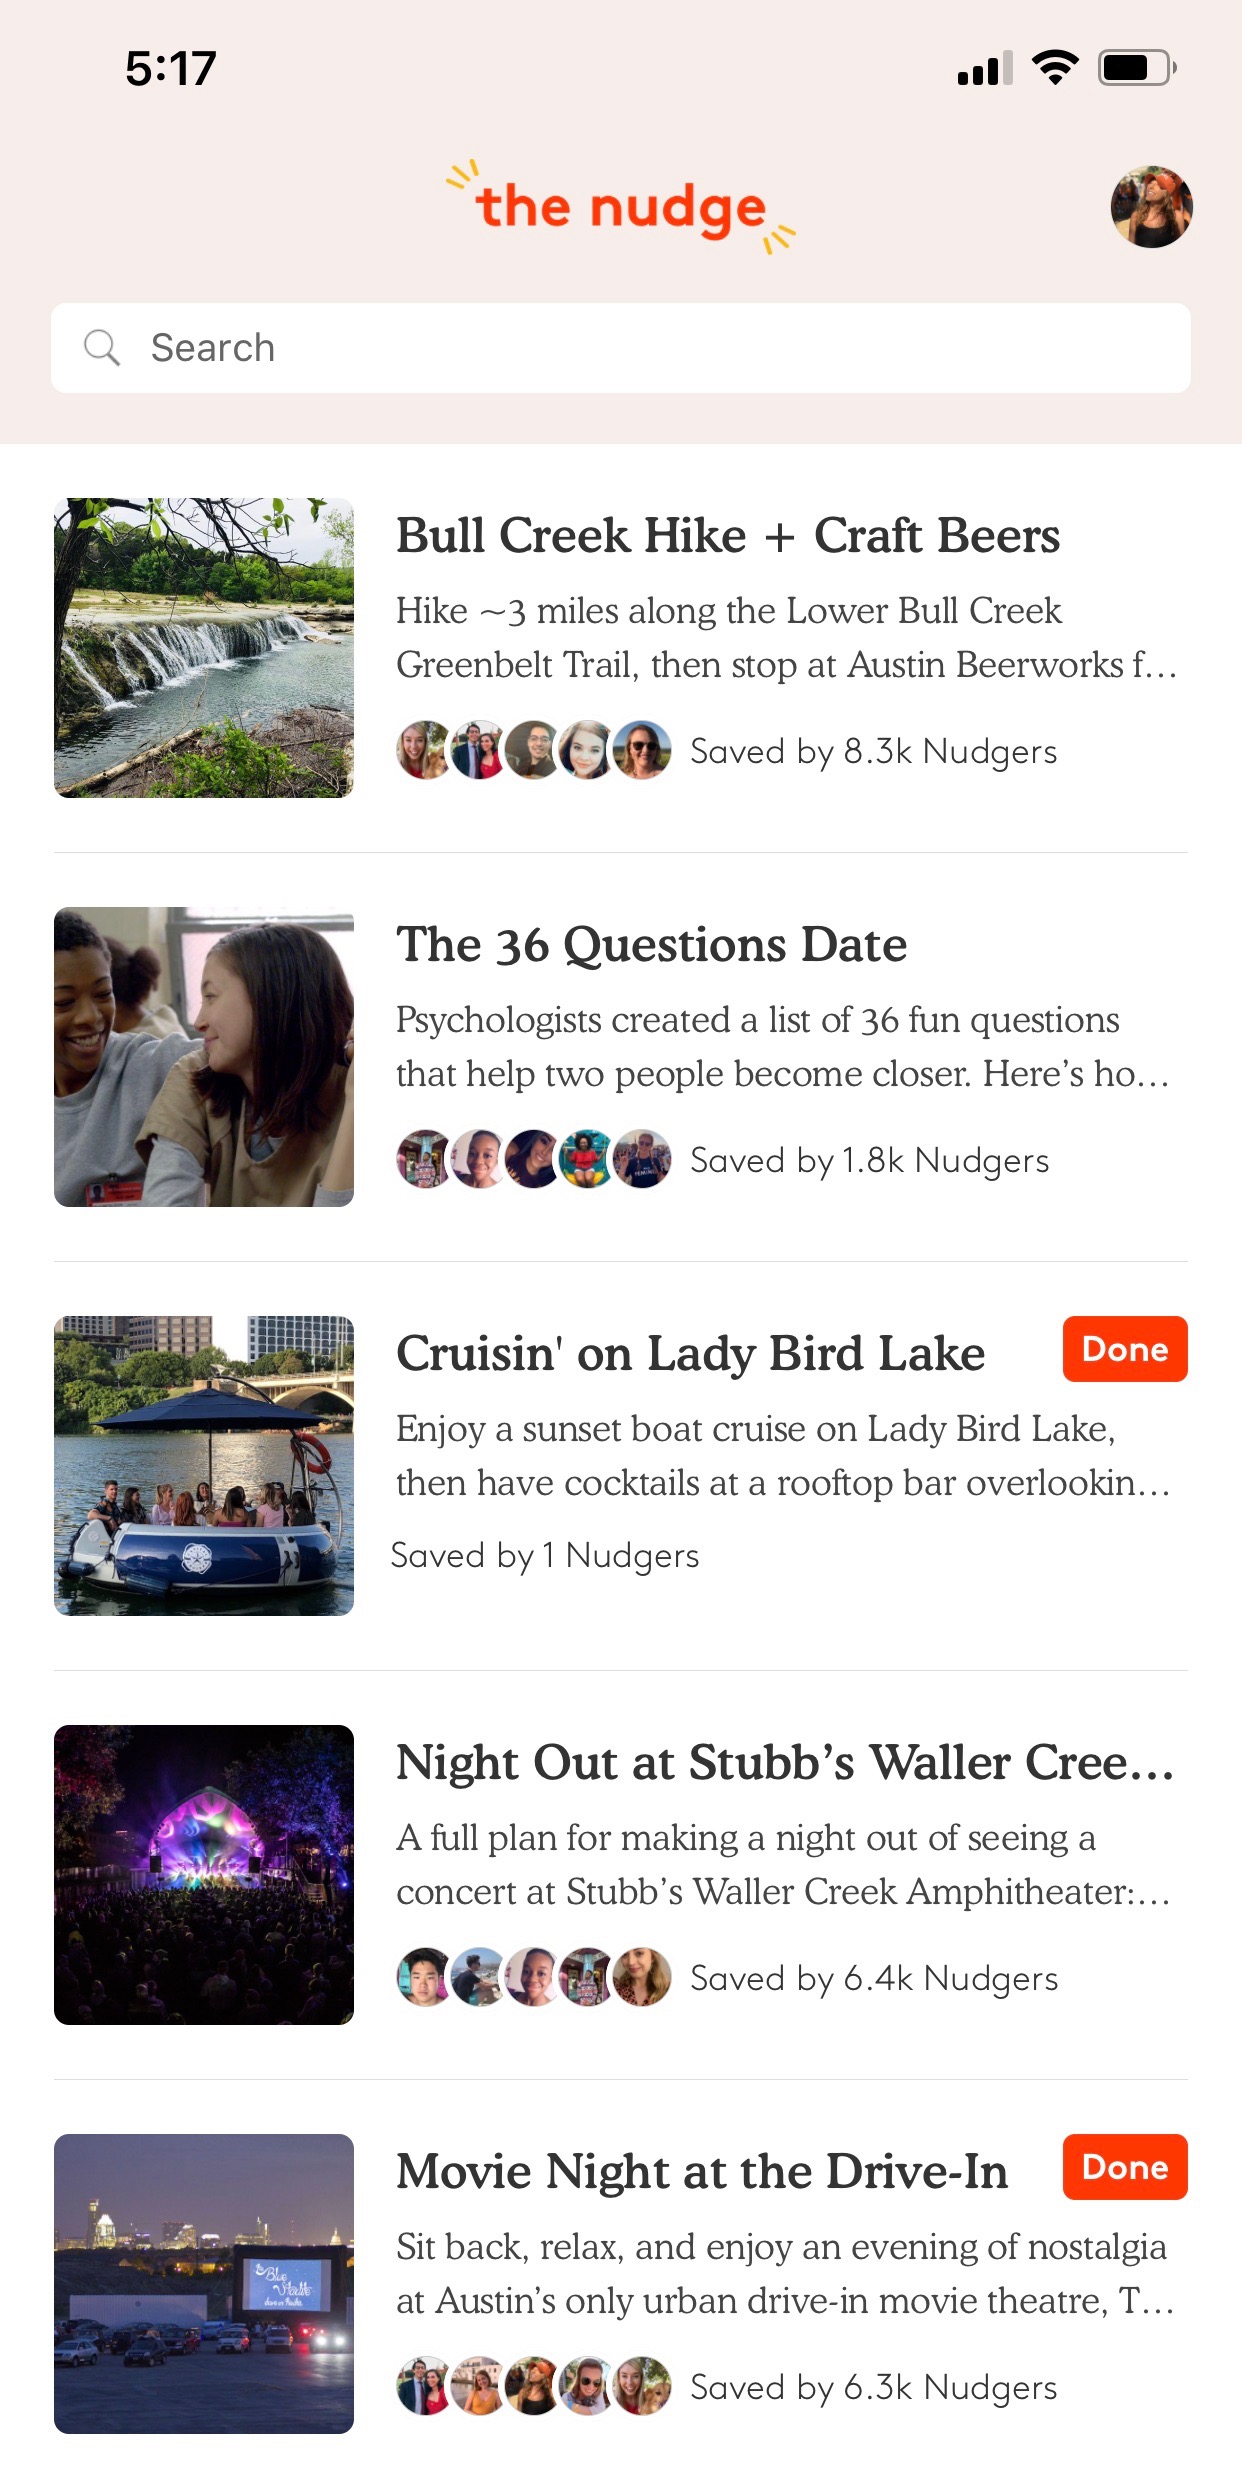 5:17
the nudge
Search
Bull Creek Hike + Craft Beers
Hike ~3 miles along the Lower Bull Creek
Greenbelt Trail, then stop at Austin Beerworks f...
Saved by 8.3k Nudgers
The 36 Questions Date
Psychologists created a list of 36 fun questions
that help two people become closer. Here’s ho...
Saved by 1.8k Nudgers
Cruisin' on Lady Bird Lake
Done
Enjoy a sunset boat cruise on Lady Bird Lake,
then have cocktails at a rooftop bar overlookin...
Saved by 1 Nudgers
Night Out at Stubb’s Waller Cree...
A full plan for making a night out of seeing a
concert at Stubb’s Waller Creek Amphitheater:...
Saved by 6.4k Nudgers
Movie Night at the Drive-In
Done
Sit back, relax, and enjoy an evening of nostalgia
at Austin’s only urban drive-in movie theatre, T...
Blue
Saved by 6.3k Nudgers